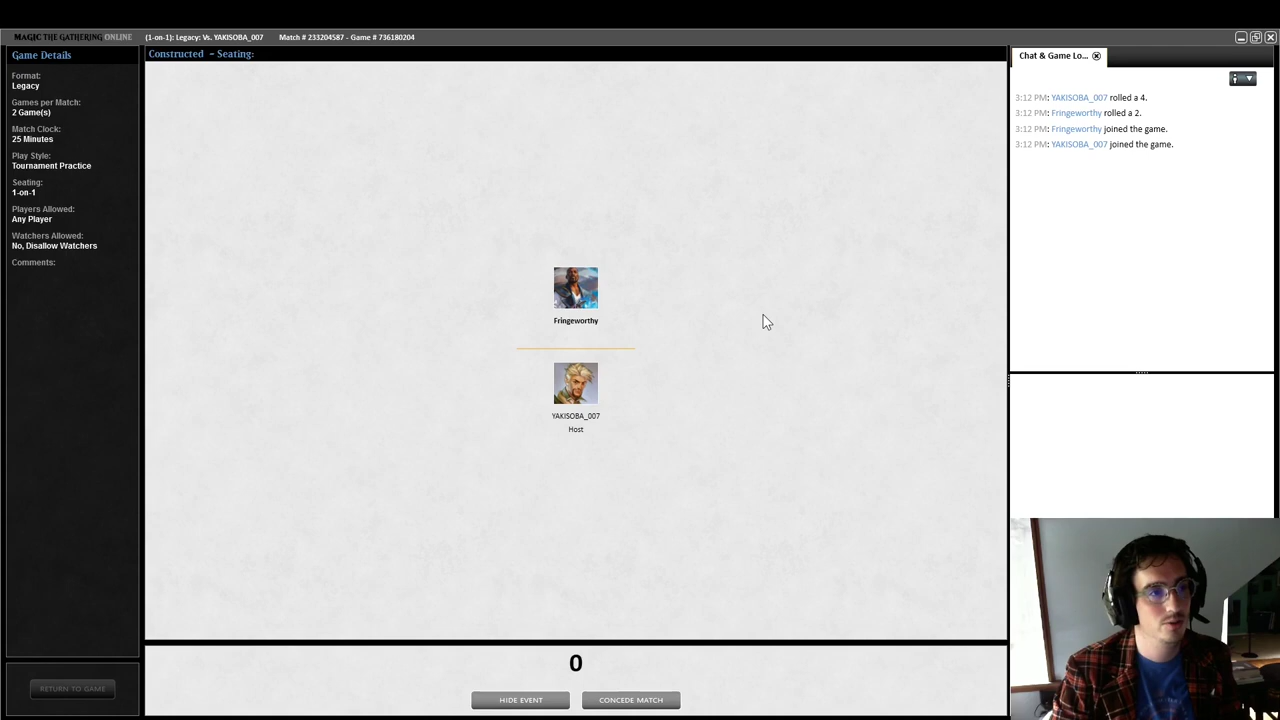 MAGIC THE GATHERING ONLINE (1-on-1): Legacy: Vs. YAKISOBA_007 Match # 233204587 - Game # 736180204
Game Details
Format:
Legacy
Games per Match:
2 Game(s)
Match Clock:
25 Minutes
Play Style:
Tournament Practice
Seating:
1-on-1
Players Allowed:
Any Player
Watchers Allowed:
No, Disallow Watchers
Comments:
RETURN TO GAME
Constructed - Seating:
Fringeworthy
YAKISOBA_007
Host
0
HIDE EVENT CONCEDE MATCH
Chat & Game Lo...
3:12 PM: YAKISOBA_007 rolled a 4.
3:12 PM: Fringeworthy rolled a 2.
3:12 PM: Fringeworthy joined the game.
3:12 PM: YAKISOBA_007 joined the game.